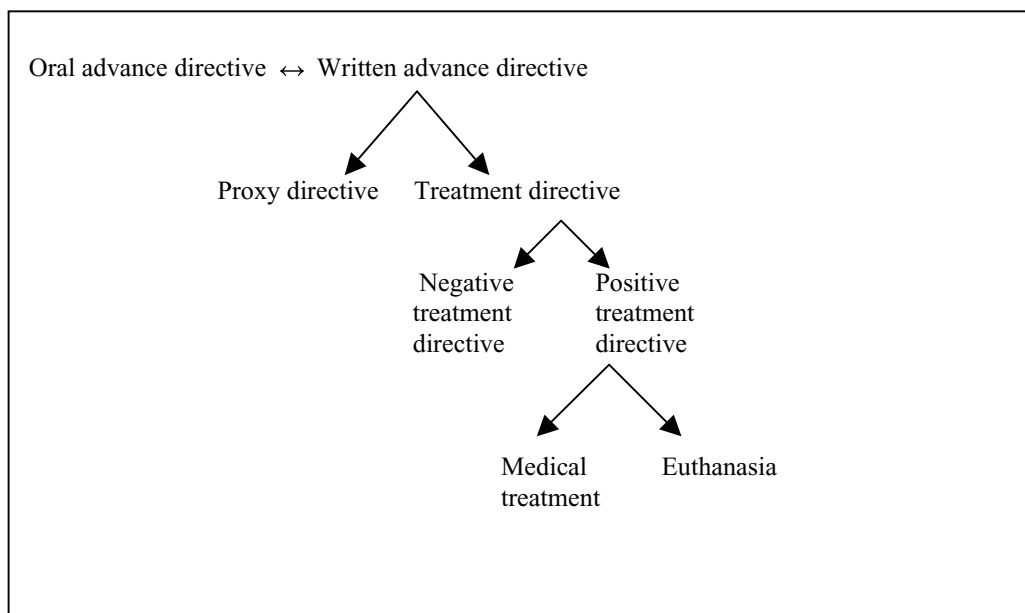 Oral advance directive ↔ Written advance directive
Proxy directive
Treatment directive
Negative
treatment
directive
Positive
treatment
directive
Medical
treatment
Euthanasia